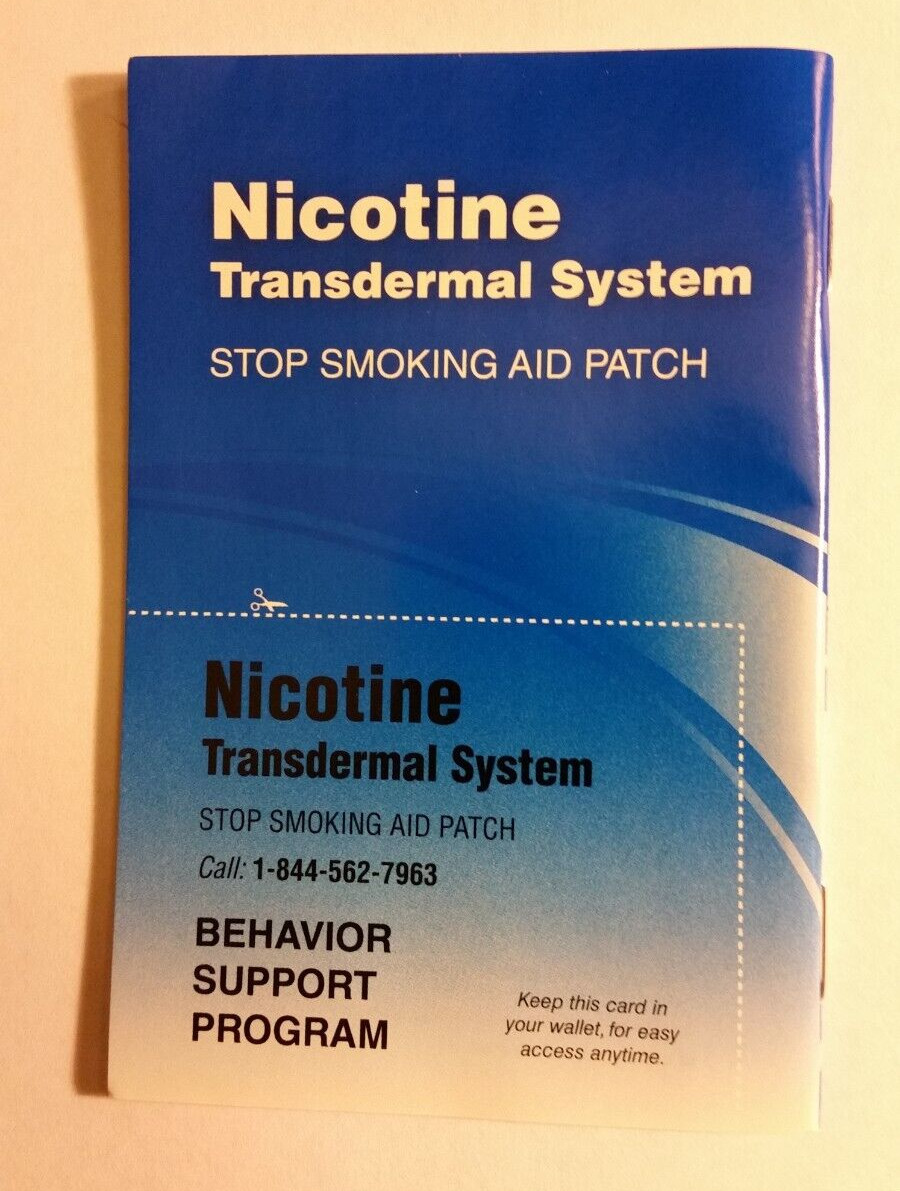 Nicotine
Transdermal System
STOP SMOKING AID PATCH
Nicotine
Transdermal System
STOP SMOKING AID PATCH
Call: 1-844-562-7963
BEHAVIOR
SUPPORT
PROGRAM
Keep this card in
your wallet, for easy
access anytime.